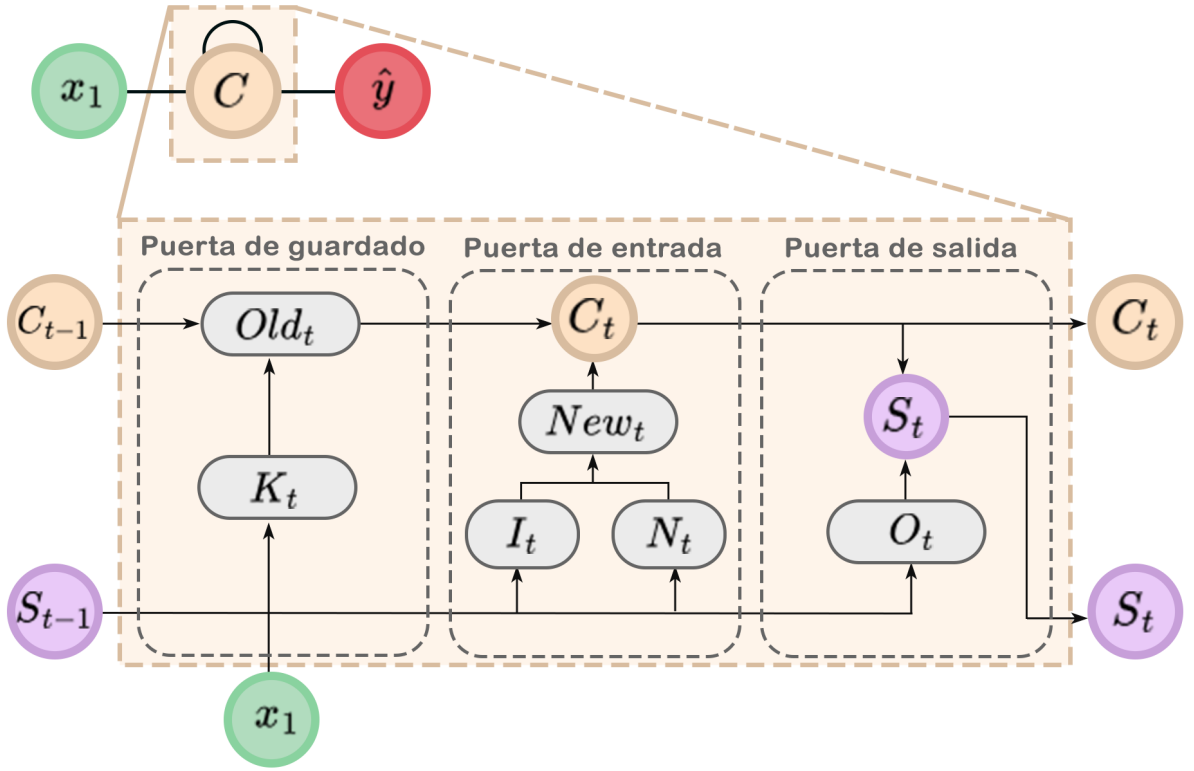 x₁
C
ŷ
Puerta de guardado
Puerta de entrada
Puerta de salida
Cₜ₋₁
Oldₜ
Cₜ
Cₜ
Newₜ
Sₜ
Kₜ
Iₜ
Nₜ
Oₜ
Sₜ₋₁
Sₜ
x₁